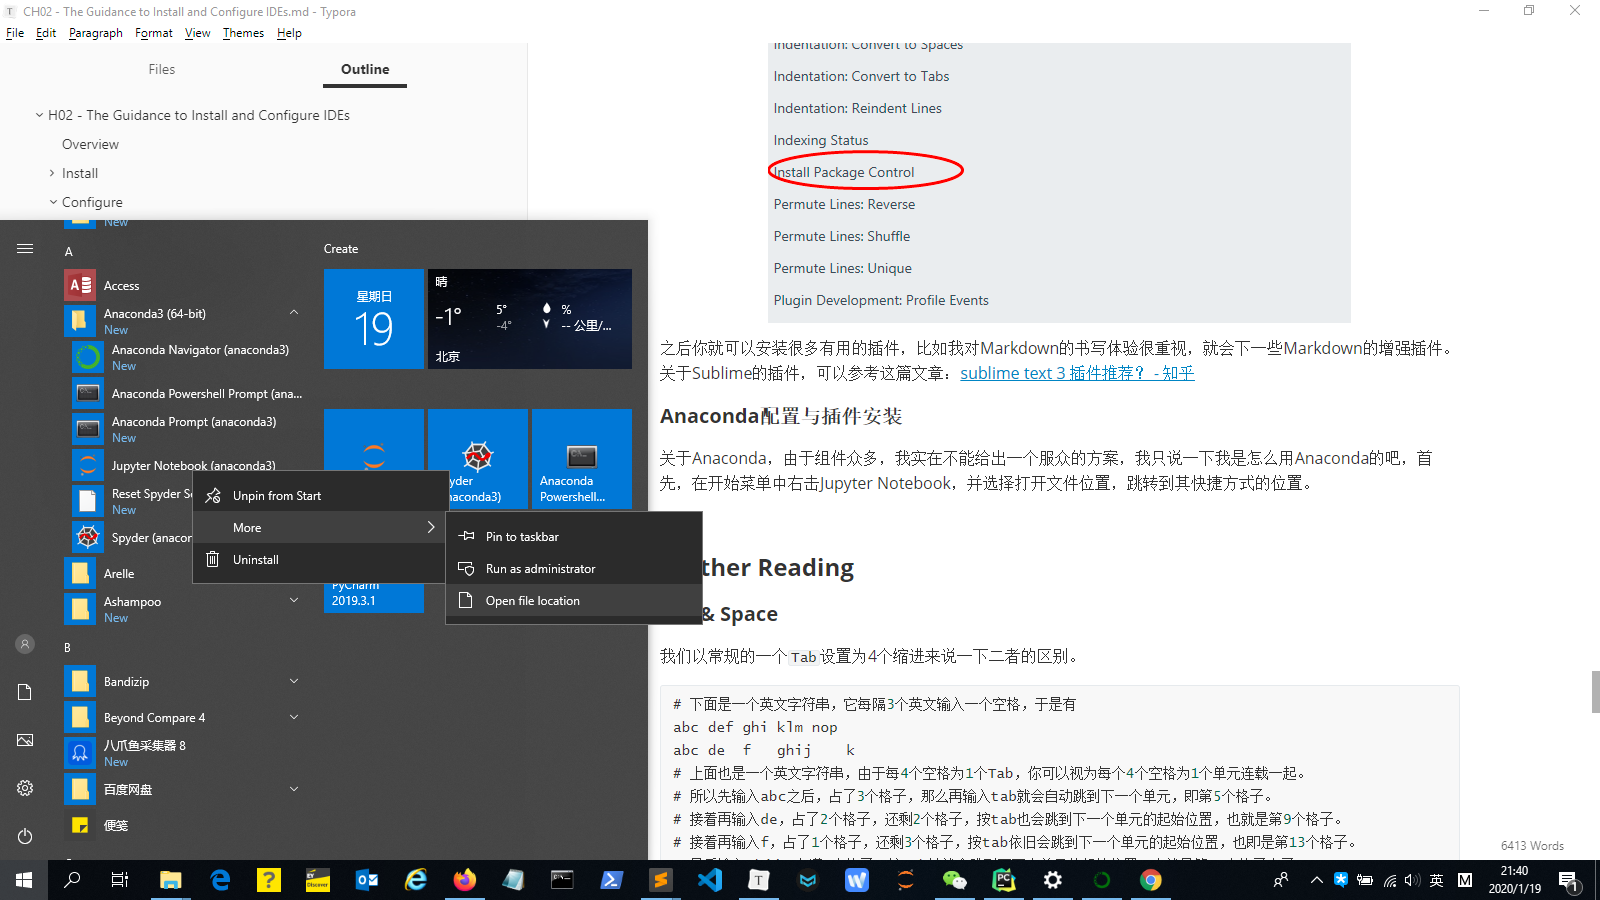 CH02 - The Guidance to Install and Configure IDEs.md - Typora
File Edit Paragraph Format View Themes Help
Files Outline
H02 - The Guidance to Install and Configure IDEs
Overview
Install
Configure
Indentation: Convert to Spaces
Indentation: Convert to Tabs
Indentation: Reindent Lines
Indexing Status
Install Package Control
Permute Lines: Reverse
Permute Lines: Shuffle
Permute Lines: Unique
Plugin Development: Profile Events
之后你就可以安装很多有用的插件，比如我对Markdown的书写体验很重视，就会下一些Markdown的增强插件。
关于Sublime的插件，可以参考这篇文章：sublime text 3 插件推荐？ - 知乎
Anaconda配置与插件安装
关于Anaconda，由于组件众多，我实在不能给出一个服众的方案，我只说一下我是怎么用Anaconda的吧，首
先，在开始菜单中右击Jupyter Notebook，并选择打开文件位置，跳转到其快捷方式的位置。
ther Reading
& Space
我们以常规的一个Tab设置为4个缩进来说一下二者的区别。
# 下面是一个英文字符串，它每隔3个英文输入一个空格，于是有
abc def ghi klm nop
abc de  f   ghij    k
# 上面也是一个英文字符串，由于每4个空格为1个Tab，你可以视为每个4个空格为1个单元连载一起。
# 所以先输入abc之后，占了3个格子，那么再输入tab就会自动跳到下一个单元，即第5个格子。
# 接着再输入de，占了2个格子，还剩2个格子，按tab也会跳到下一个单元的起始位置，也就是第9个格子。
# 接着再输入f，占了1个格子，还剩3个格子，按tab依旧会跳到下一个单元的起始位置，也即是第13个格子。
6413 Words
New
A
Access
Anaconda3 (64-bit)
New
Anaconda Navigator (anaconda3)
New
Anaconda Powershell Prompt (ana...
Anaconda Prompt (anaconda3)
New
Jupyter Notebook (anaconda3)
Reset Spyder Se
New
Spyder (anacon
Arelle
Ashampoo
New
B
Bandizip
Beyond Compare 4
八爪鱼采集器 8
New
百度网盘
便笺
Create
星期日
19
晴
-1°
5°
-4°
%
-- 公里/...
北京
yder
naconda3)
Anaconda
Powershell...
PyCharm
2019.3.1
Unpin from Start
More
Uninstall
Pin to taskbar
Run as administrator
Open file location
英
M
21:40
2020/1/19
1